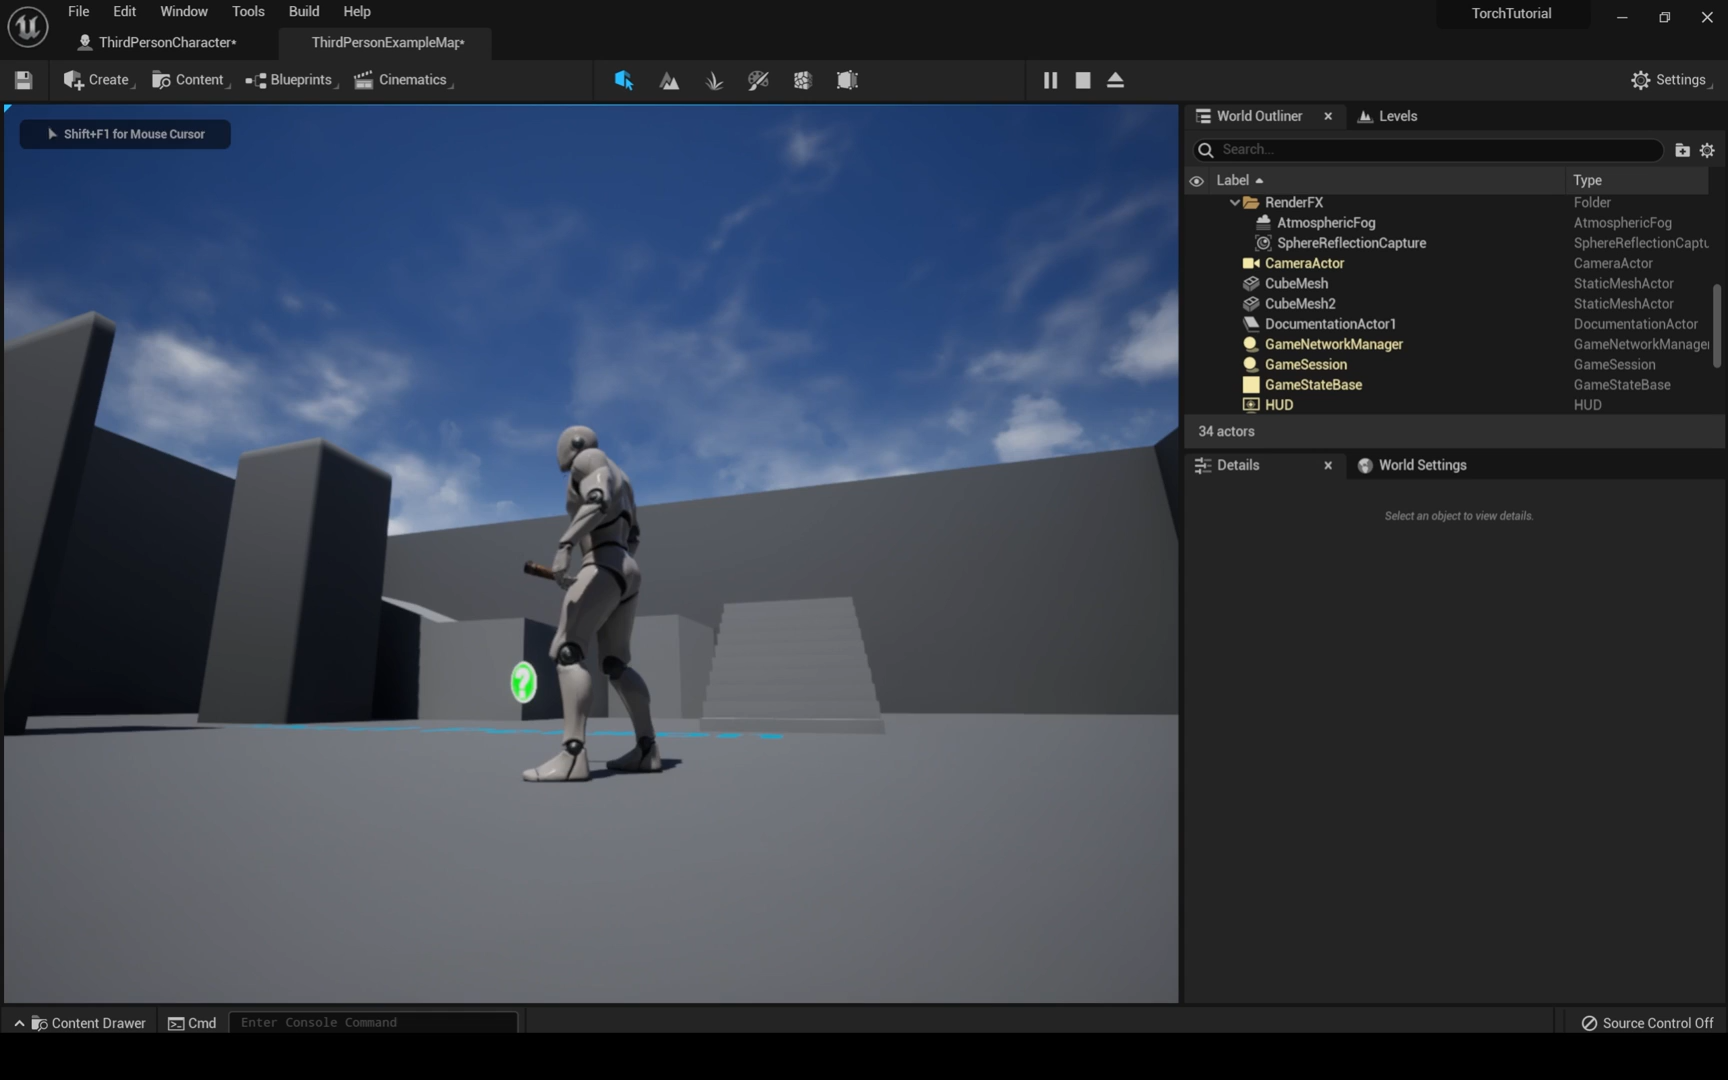 File Edit Window Tools Build Help
TorchTutorial
ThirdPersonCharacter*
ThirdPersonExampleMap*
Create
Content
Blueprints
Cinematics
Settings
Shift+F1 for Mouse Cursor
World Outliner
Levels
Search...
Label
Type
RenderFX
Folder
AtmosphericFog
AtmosphericFog
SphereReflectionCapture
SphereReflectionCaptu
CameraActor
CameraActor
CubeMesh
StaticMeshActor
CubeMesh2
StaticMeshActor
DocumentationActor1
DocumentationActor
GameNetworkManager
GameNetworkManager
GameSession
GameSession
GameStateBase
GameStateBase
HUD
HUD
34 actors
Details
World Settings
Select an object to view details.
?
Content Drawer
Cmd
Enter Console Command
Source Control Off